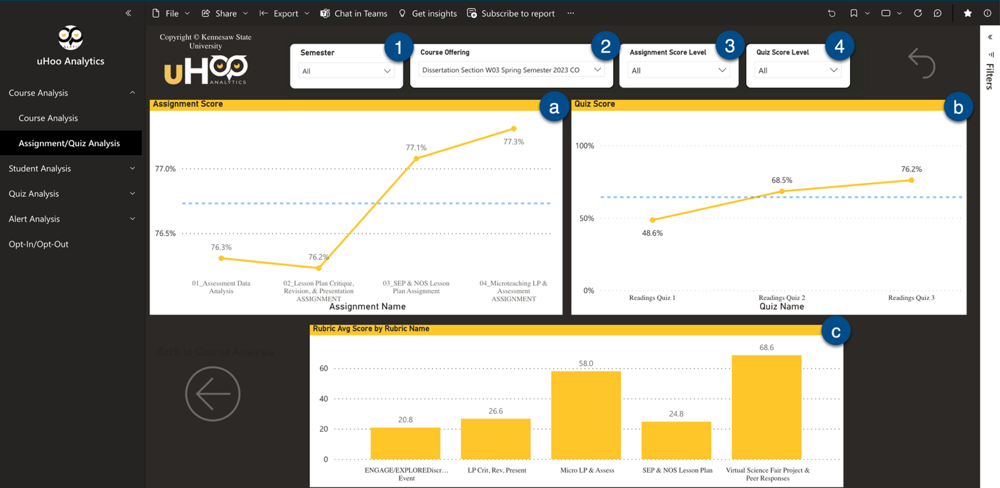 File
Share
Export
Chat in Teams
Get insights
Subscribe to report
ALYTIC
uHoo Analytics
Course Analysis
Course Analysis
Assignment/Quiz Analysis
Student Analysis
Quiz Analysis
Alert Analysis
Opt-In/Opt-Out
Copyright © Kennesaw State
University
uHOO
ANALYTICS
Semester
All
1
Course Offering
Dissertation Section W03 Spring Semester 2023 CO
2
Assignment Score Level
All
3
Quiz Score Level
All
4
Filters
Assignment Score
a
77.0%
76.5%
76.3%
76.2%
77.1%
77.3%
01_Assessment Data
Analysis
02_Lesson Plan Critique,
Revision, & Presentation
ASSIGNMENT
03_SEP & NOS Lesson
Plan Assignment
04_Microteaching LP &
Assessment
ASSIGNMENT
Assignment Name
Quiz Score
b
100%
50%
0%
48.6%
68.5%
76.2%
Readings Quiz 1
Readings Quiz 2
Readings Quiz 3
Quiz Name
Back to Course Analysis
Rubric Avg Score by Rubric Name
c
60
40
20
0
20.8
26.6
58.0
24.8
68.6
ENGAGE/EXPLOREDiscr...
Event
LP Crit, Rev, Present
Micro LP & Assess
SEP & NOS Lesson Plan
Virtual Science Fair Project &
Peer Responses